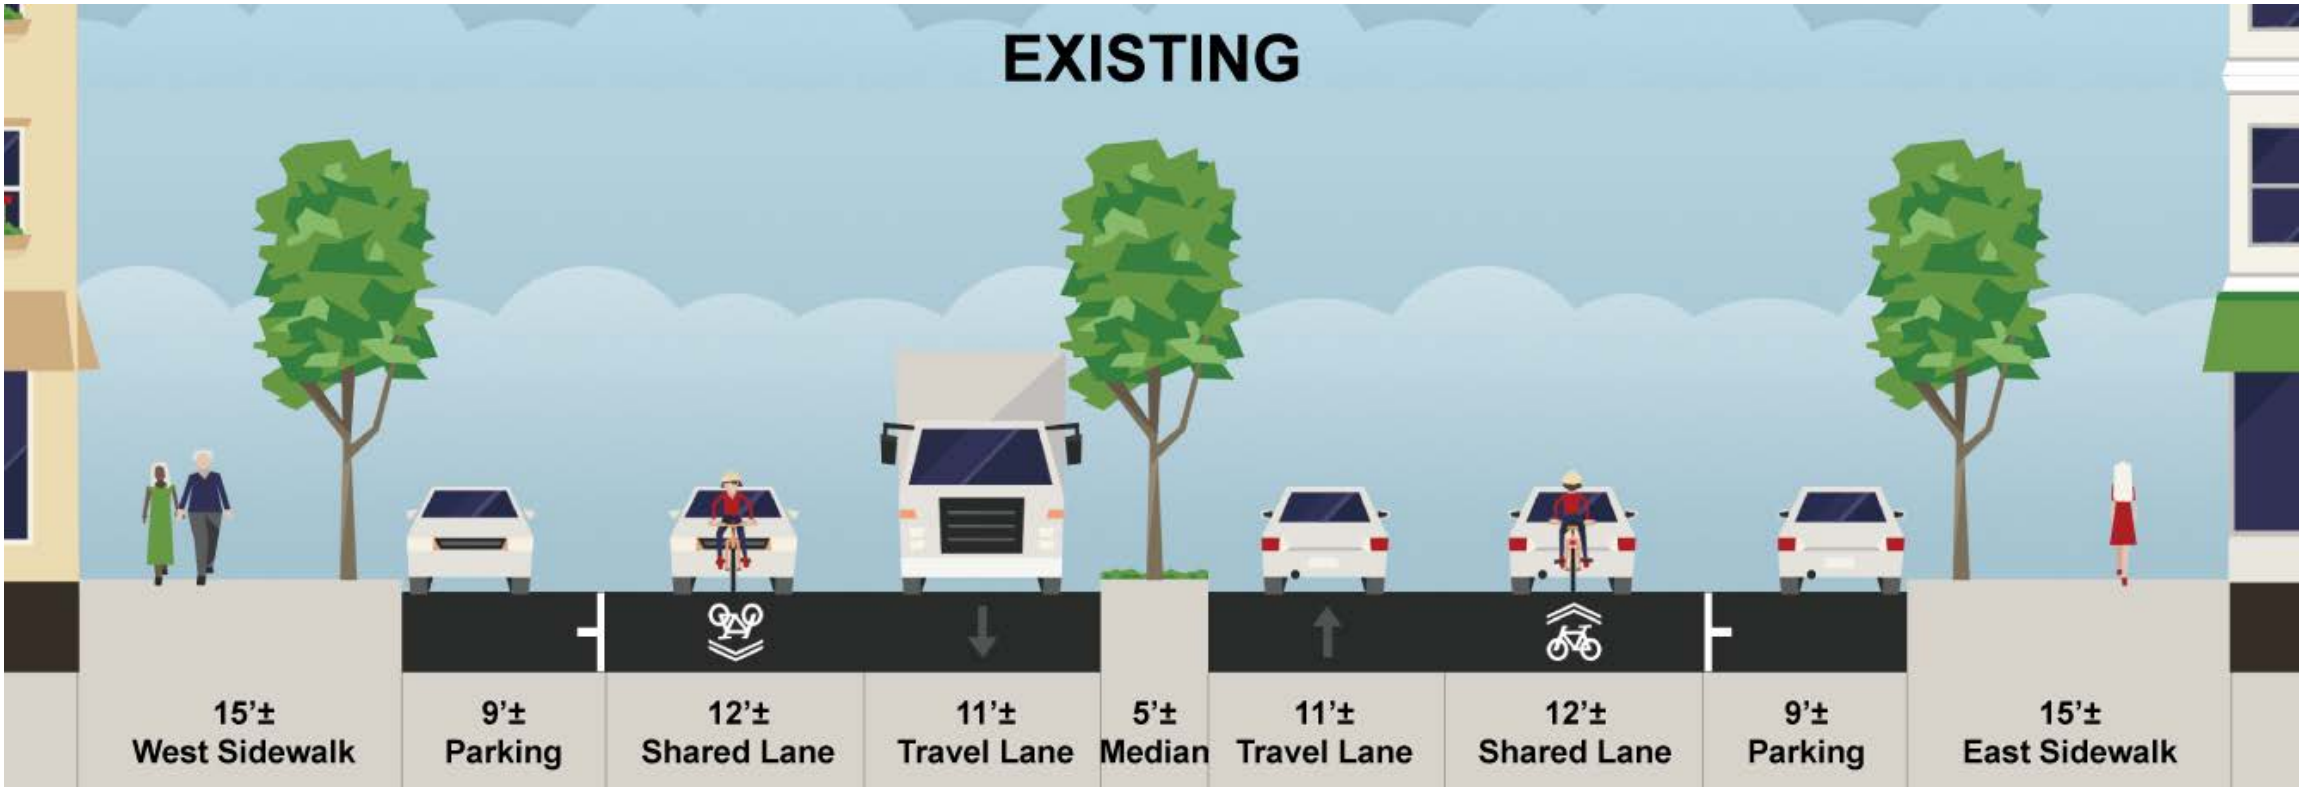 EXISTING
15’±
West Sidewalk
9’±
Parking
12’±
Shared Lane
11’±
Travel Lane
5’±
Median
11’±
Travel Lane
12’±
Shared Lane
9’±
Parking
15’±
East Sidewalk